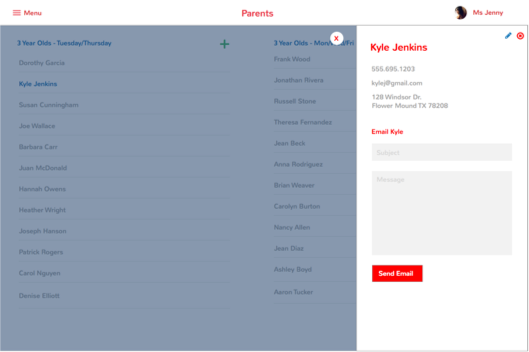 Menu
Parents
Ms Jenny
3 Year Olds - Tuesday/Thursday
Dorothy Garcia
Kyle Jenkins
Susan Cunningham
Joe Wallace
Barbara Carr
Juan McDonald
Hannah Owens
Heather Wright
Joseph Hanson
Patrick Rogers
Carol Nguyen
Denise Elliott
3 Year Olds - Mon/Wed/Fri
Frank Wood
Jonathan Rivera
Russell Stone
Theresa Fernandez
Jean Beck
Anna Rodriguez
Brian Weaver
Carolyn Burton
Nancy Allen
Jean Diaz
Ashley Boyd
Aaron Tucker
X
Kyle Jenkins
555.695.1203
kylej@gmail.com
128 Windsor Dr.
Flower Mound TX 78208
Email Kyle
Subject
Message
Send Email